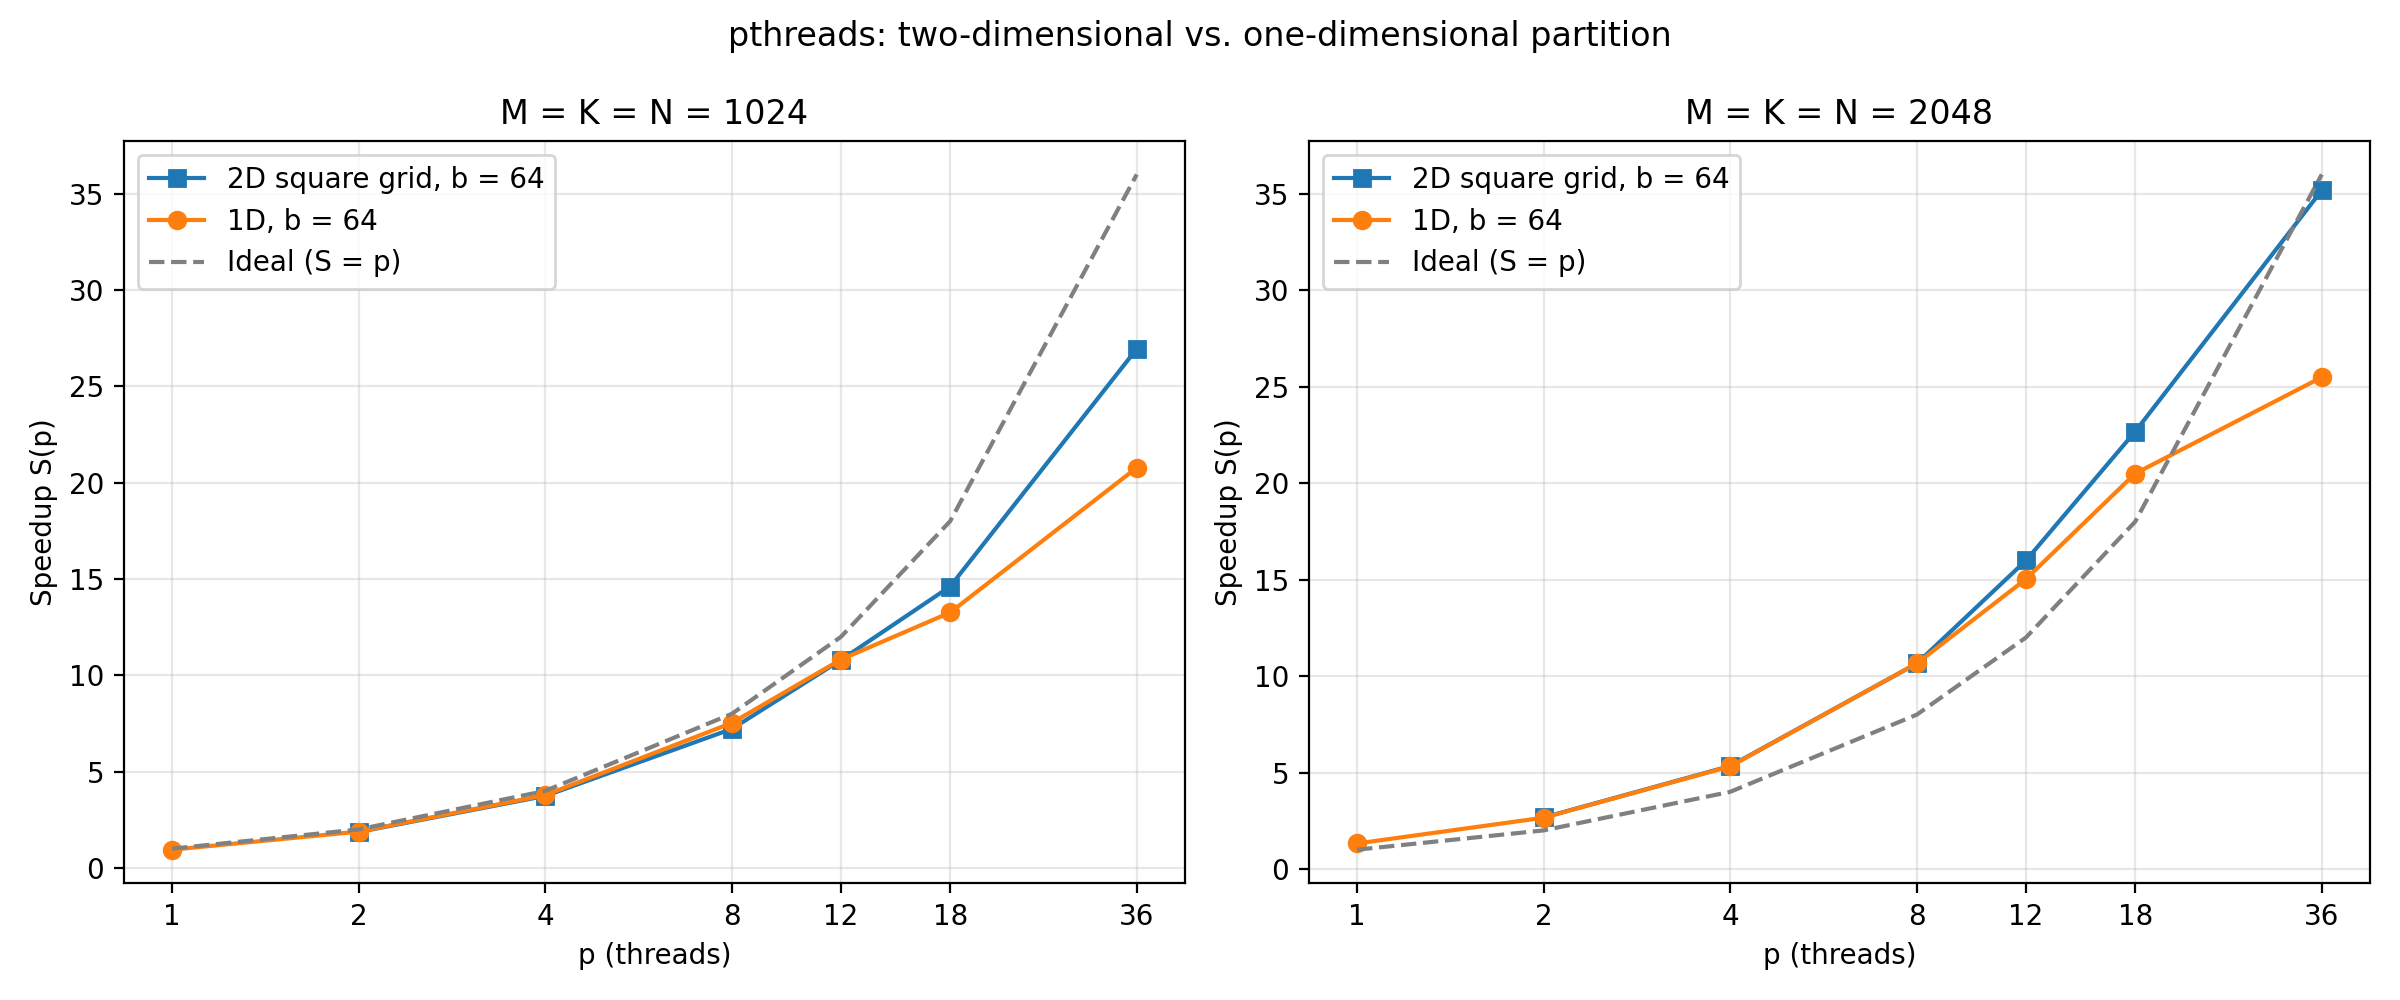 pthreads: two-dimensional vs. one-dimensional partition
M = K = N = 1024
2D square grid, b = 64
1D, b = 64
Ideal (S = p)
Speedup S(p)
35
30
25
20
15
10
5
0
1 2 4 8 12 18 36
p (threads)
M = K = N = 2048
2D square grid, b = 64
1D, b = 64
Ideal (S = p)
Speedup S(p)
35
30
25
20
15
10
5
0
1 2 4 8 12 18 36
p (threads)